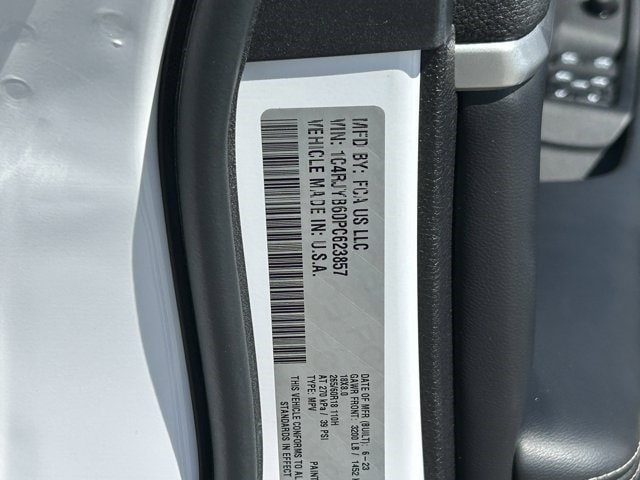 MFD BY: FCA US LLC
VIN: 1C4RJYB60PC623857
VEHICLE MADE IN: U.S.A.
DATE OF MFR (BUILT): 6-23
GAWR FRONT: 3200 LB / 1452
18X8.0
265/60R18 110H
AT 270 kPa / 39 PSI
TYPE: MPV PAINT
THIS VEHICLE CONFORMS TO
STANDARDS IN EFFECT